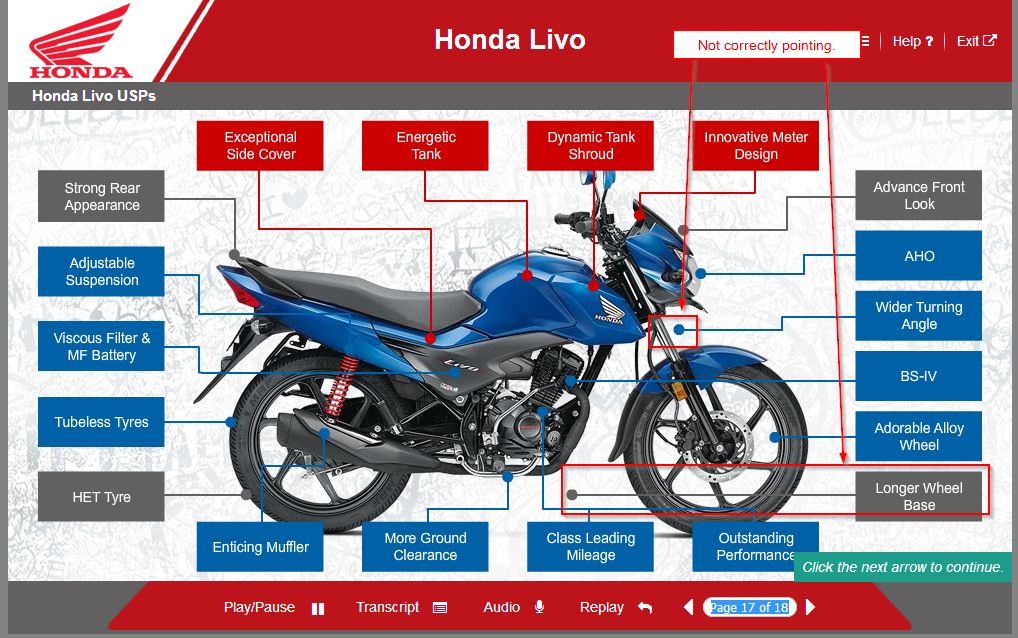 HONDA
Honda Livo
Not correctly pointing.
Help ?
Exit
Honda Livo USPs
Exceptional
Side Cover
Energetic
Tank
Dynamic Tank
Shroud
Innovative Meter
Design
Strong Rear
Appearance
Advance Front
Look
Adjustable
Suspension
AHO
Viscous Filter &
MF Battery
Wider Turning
Angle
HONDA
Livo
BS-IV
Tubeless Tyres
Adorable Alloy
Wheel
HET Tyre
Longer Wheel
Base
Enticing Muffler
More Ground
Clearance
Class Leading
Mileage
Outstanding
Performance
Click the next arrow to continue.
Play/Pause
Transcript
Audio
Replay
Page 17 of 18